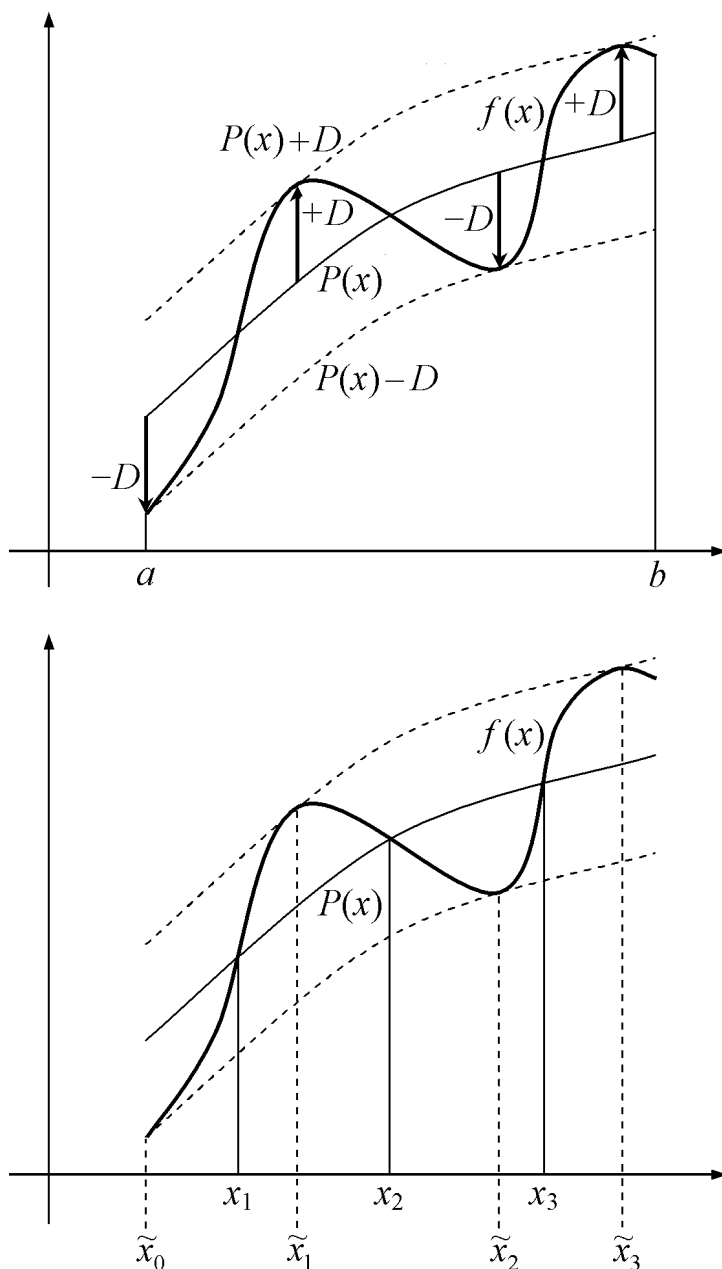 f(x)
+D
P(x)+D
+D
−D
P(x)
P(x)−D
−D
a
b
f(x)
P(x)
x₁
x₂
x₃
x̃₀
x̃₁
x̃₂
x̃₃